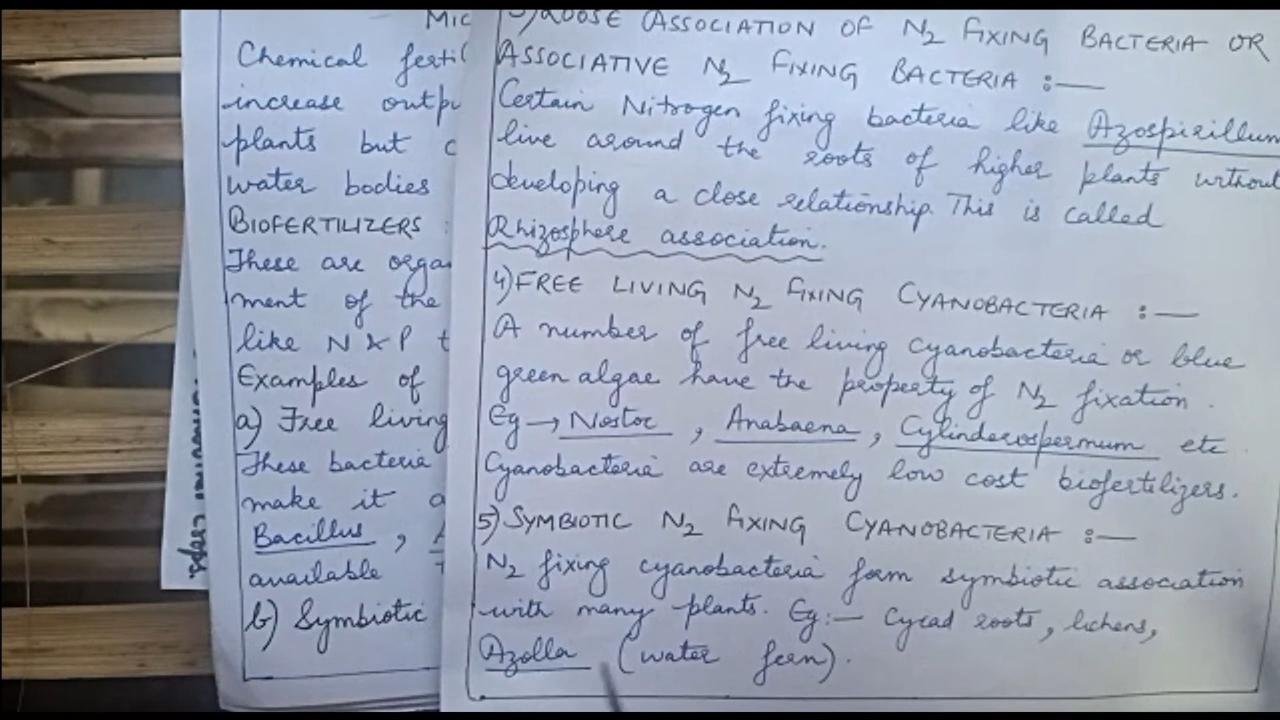 Mic
Chemical fertil
increase outpu
plants but c
water bodies
BIOFERTILIZERS :
These are orga
ment of the
like N & P t
Examples of
a) Free living
These bacteria
make it a
Bacillus ,
available
b) Symbiotic
3) LOOSE ASSOCIATION OF N2 FIXING BACTERIA OR
ASSOCIATIVE N2 FIXING BACTERIA :—
Certain Nitrogen fixing bacteria like Azospirillum
live around the roots of higher plants without
developing a close relationship. This is called
Rhizosphere association.
4) FREE LIVING N2 FIXING CYANOBACTERIA :—
A number of free living cyanobacteria or blue
green algae have the property of N2 fixation.
Eg → Nostoc , Anabaena , Cylinderospermum etc.
Cyanobacteria are extremely low cost biofertilizers.
5) SYMBIOTIC N2 FIXING CYANOBACTERIA :—
N2 fixing cyanobacteria form symbiotic association
with many plants. Eg:— Cycad roots, lichens,
Azolla (water fern).